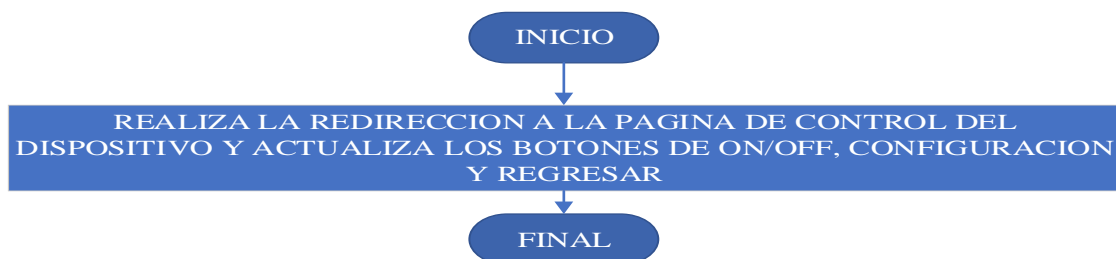 INICIO
REALIZA LA REDIRECCION A LA PAGINA DE CONTROL DEL
DISPOSITIVO Y ACTUALIZA LOS BOTONES DE ON/OFF, CONFIGURACION
Y REGRESAR
FINAL